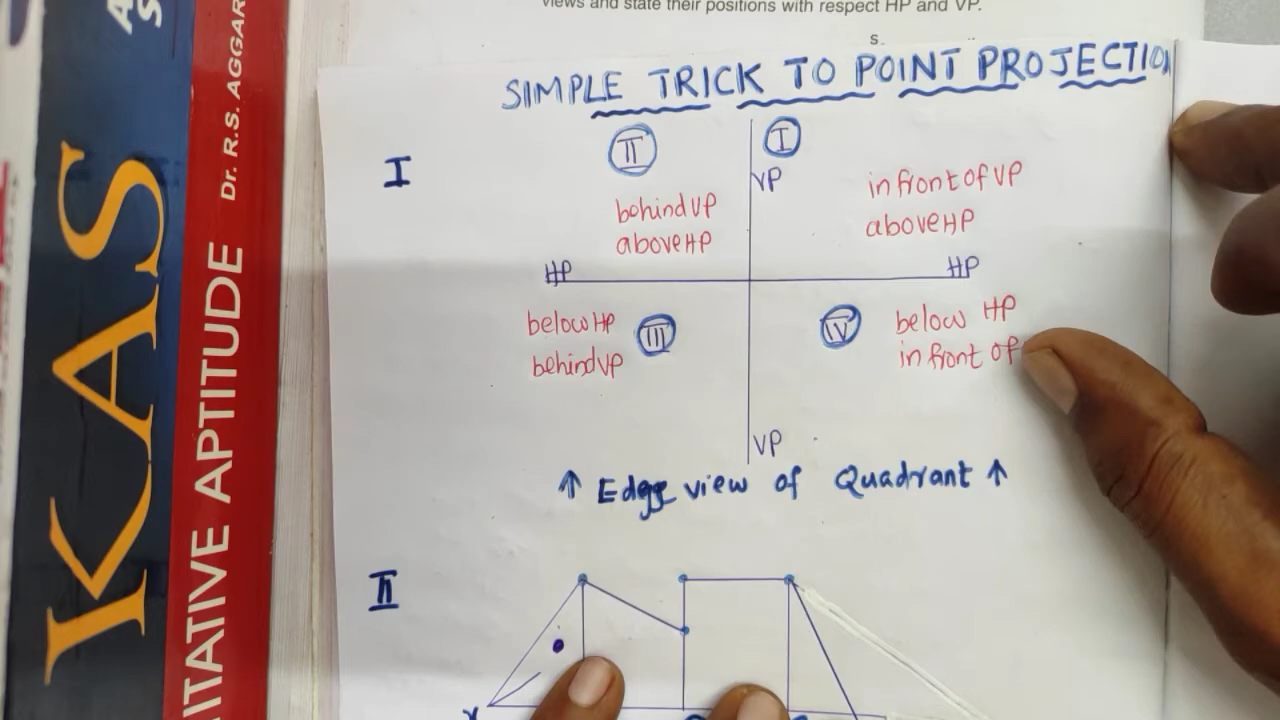 views and state their positions with respect HP and VP.
SIMPLE TRICK TO POINT PROJECTION
I
II
I
VP
behind VP
above HP
in front of VP
above HP
HP
HP
below HP
behind VP
III
IV
below HP
in front of
VP
↑ Edge view of Quadrant ↑
II
X
KAS
ITATIVE APTITUDE
Dr. R.S. AGGAR